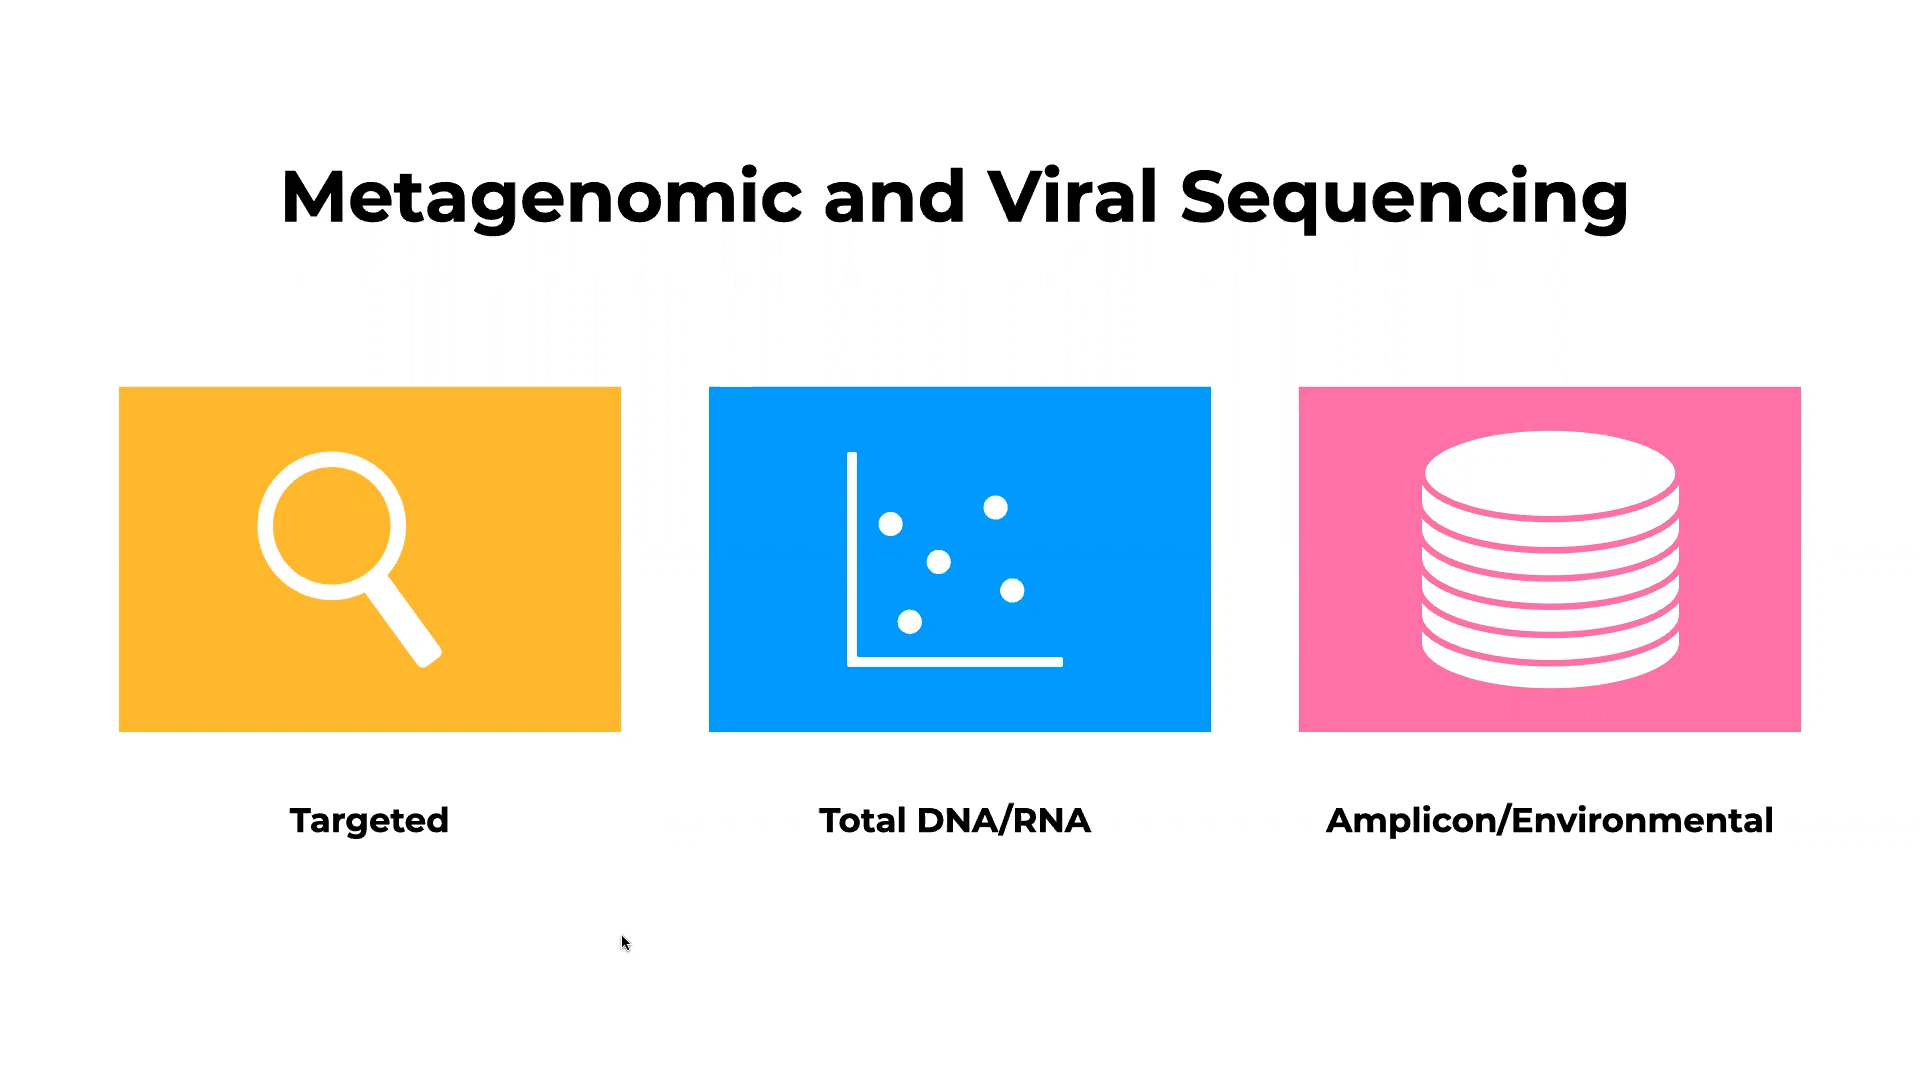 Metagenomic and Viral Sequencing
Targeted
Total DNA/RNA
Amplicon/Environmental